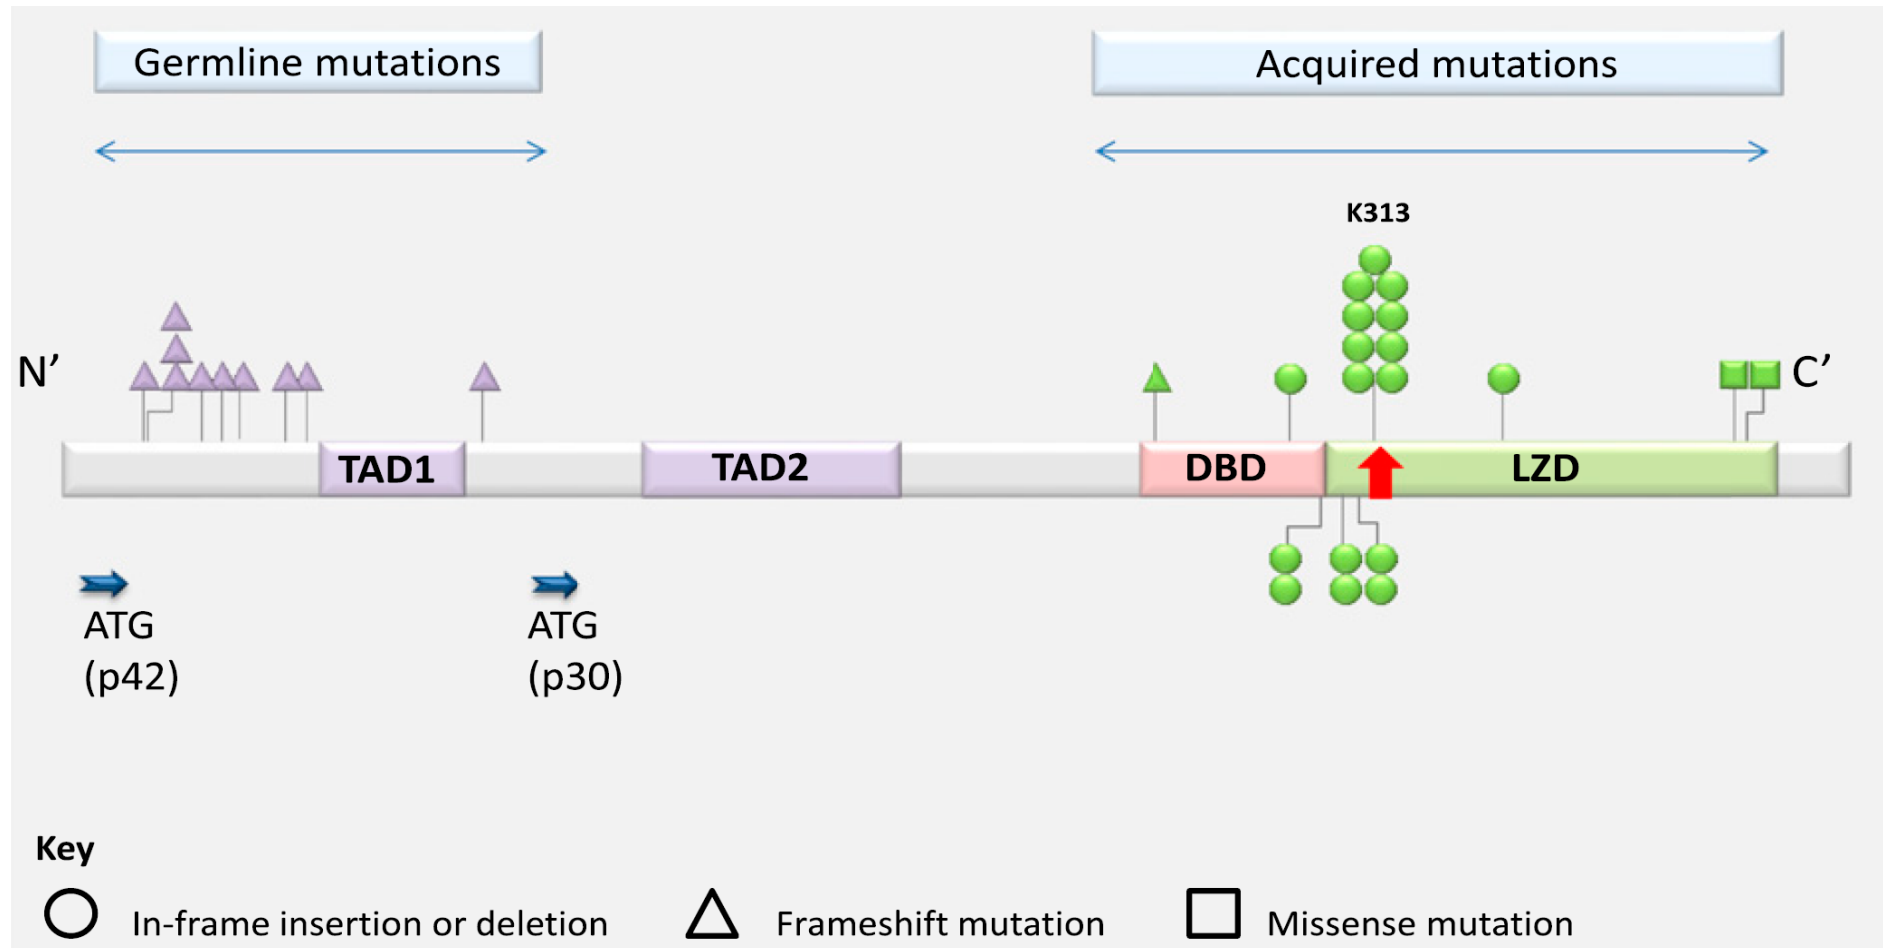 Germline mutations
Acquired mutations
K313
N’
C’
TAD1
TAD2
DBD
LZD
ATG
(p42)
ATG
(p30)
Key
In-frame insertion or deletion
Frameshift mutation
Missense mutation